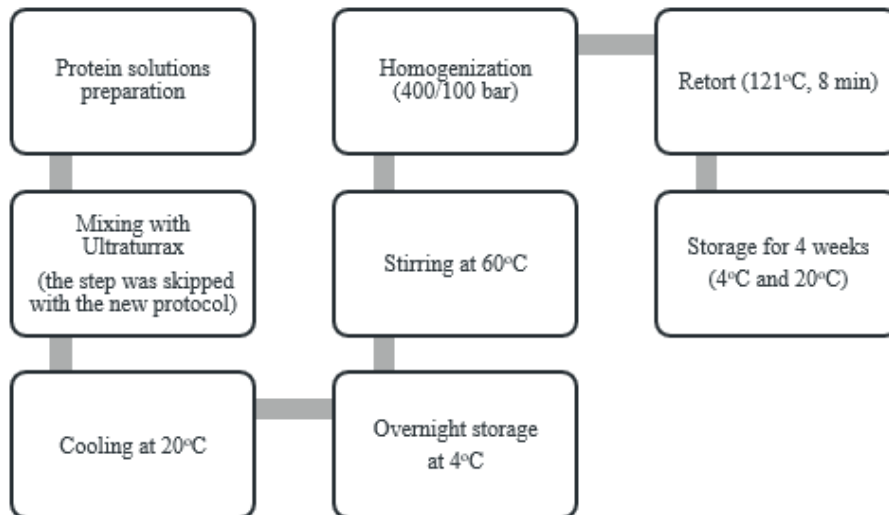 Protein solutions
preparation
Mixing with
Ultraturrax
(the step was skipped
with the new protocol)
Cooling at 20°C
Overnight storage
at 4°C
Stirring at 60°C
Homogenization
(400/100 bar)
Retort (121°C, 8 min)
Storage for 4 weeks
(4°C and 20°C)